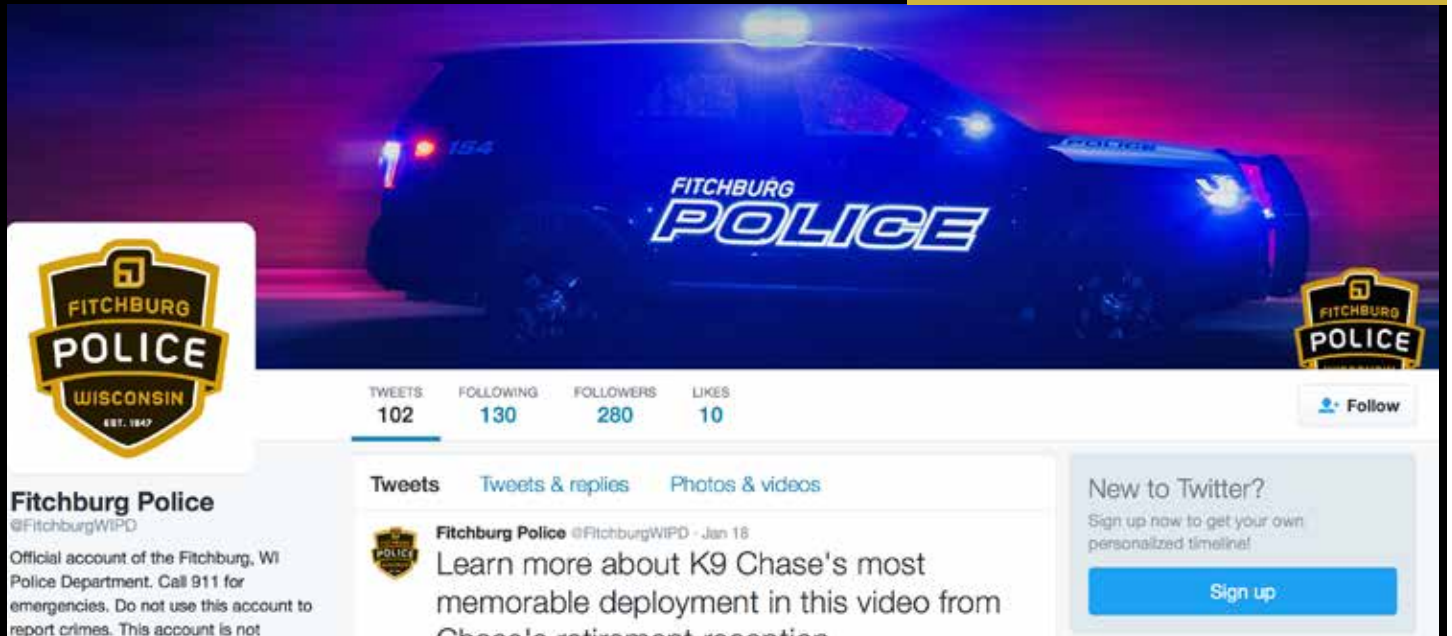 154
POLICE
FITCHBURG
POLICE
FITCHBURG
POLICE
WISCONSIN
EST. 1847
FITCHBURG
POLICE
TWEETS
102
FOLLOWING
130
FOLLOWERS
280
LIKES
10
Follow
Fitchburg Police
@FitchburgWIPD
Official account of the Fitchburg, WI
Police Department. Call 911 for
emergencies. Do not use this account to
report crimes. This account is not
Tweets Tweets & replies Photos & videos
POLICE
Fitchburg Police @FitchburgWIPD · Jan 18
Learn more about K9 Chase's most
memorable deployment in this video from
Chase's retirement reception
New to Twitter?
Sign up now to get your own
personalized timeline!
Sign up